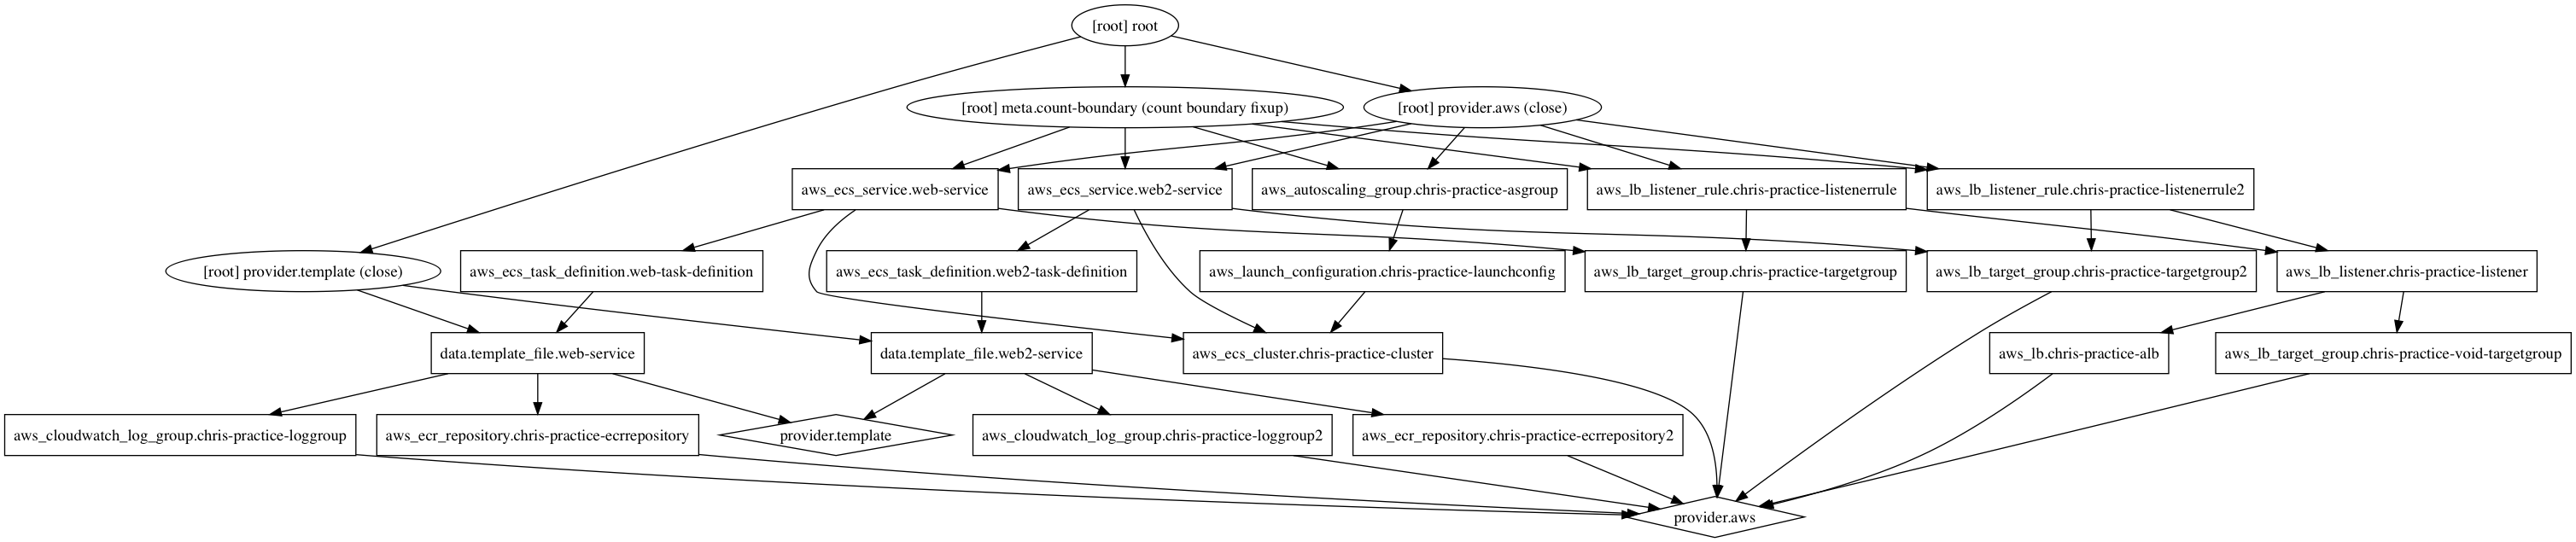 [root] root
[root] meta.count-boundary (count boundary fixup)
[root] provider.aws (close)
aws_ecs_service.web-service
aws_ecs_service.web2-service
aws_autoscaling_group.chris-practice-asgroup
aws_lb_listener_rule.chris-practice-listenerrule
aws_lb_listener_rule.chris-practice-listenerrule2
[root] provider.template (close)
aws_ecs_task_definition.web-task-definition
aws_ecs_task_definition.web2-task-definition
aws_launch_configuration.chris-practice-launchconfig
aws_lb_target_group.chris-practice-targetgroup
aws_lb_target_group.chris-practice-targetgroup2
aws_lb_listener.chris-practice-listener
data.template_file.web-service
data.template_file.web2-service
aws_ecs_cluster.chris-practice-cluster
aws_lb.chris-practice-alb
aws_lb_target_group.chris-practice-void-targetgroup
aws_cloudwatch_log_group.chris-practice-loggroup
aws_ecr_repository.chris-practice-ecrrepository
provider.template
aws_cloudwatch_log_group.chris-practice-loggroup2
aws_ecr_repository.chris-practice-ecrrepository2
provider.aws